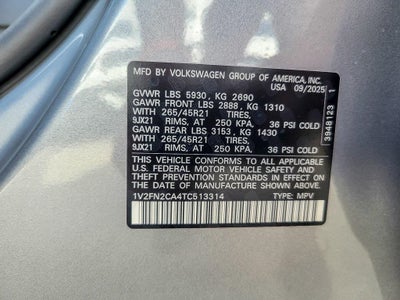 MFD. BY VOLKSWAGEN GROUP OF AMERICA, INC.
USA 09/2025
GVWR LBS 5930, KG 2690
GAWR FRONT LBS 2888, KG 1310
WITH 265/45R21 TIRES,
9JX21 RIMS, AT 250 KPA, 36 PSI COLD
GAWR REAR LBS 3153, KG 1430
WITH 265/45R21 TIRES,
9JX21 RIMS, AT 250 KPA, 36 PSI COLD
THIS VEHICLE CONFORMS TO ALL APPLICABLE
U.S. FEDERAL MOTOR VEHICLE SAFETY
STANDARDS IN EFFECT ON THE DATE OF
MANUFACTURE SHOWN ABOVE.
1V2FN2CA4TC513314 TYPE: MPV
3948123 1